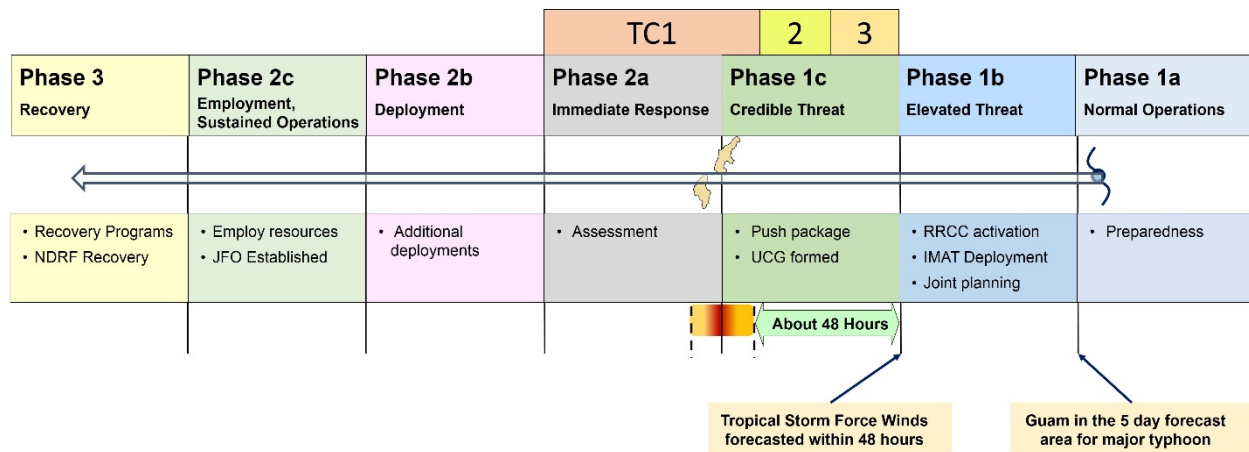 TC1
2
3
Phase 3
Recovery
Phase 2c
Employment,
Sustained Operations
Phase 2b
Deployment
Phase 2a
Immediate Response
Phase 1c
Credible Threat
Phase 1b
Elevated Threat
Phase 1a
Normal Operations
• Recovery Programs
• NDRF Recovery
• Employ resources
• JFO Established
• Additional
deployments
• Assessment
• Push package
• UCG formed
• RRCC activation
• IMAT Deployment
• Joint planning
• Preparedness
About 48 Hours
Tropical Storm Force Winds
forecasted within 48 hours
Guam in the 5 day forecast
area for major typhoon